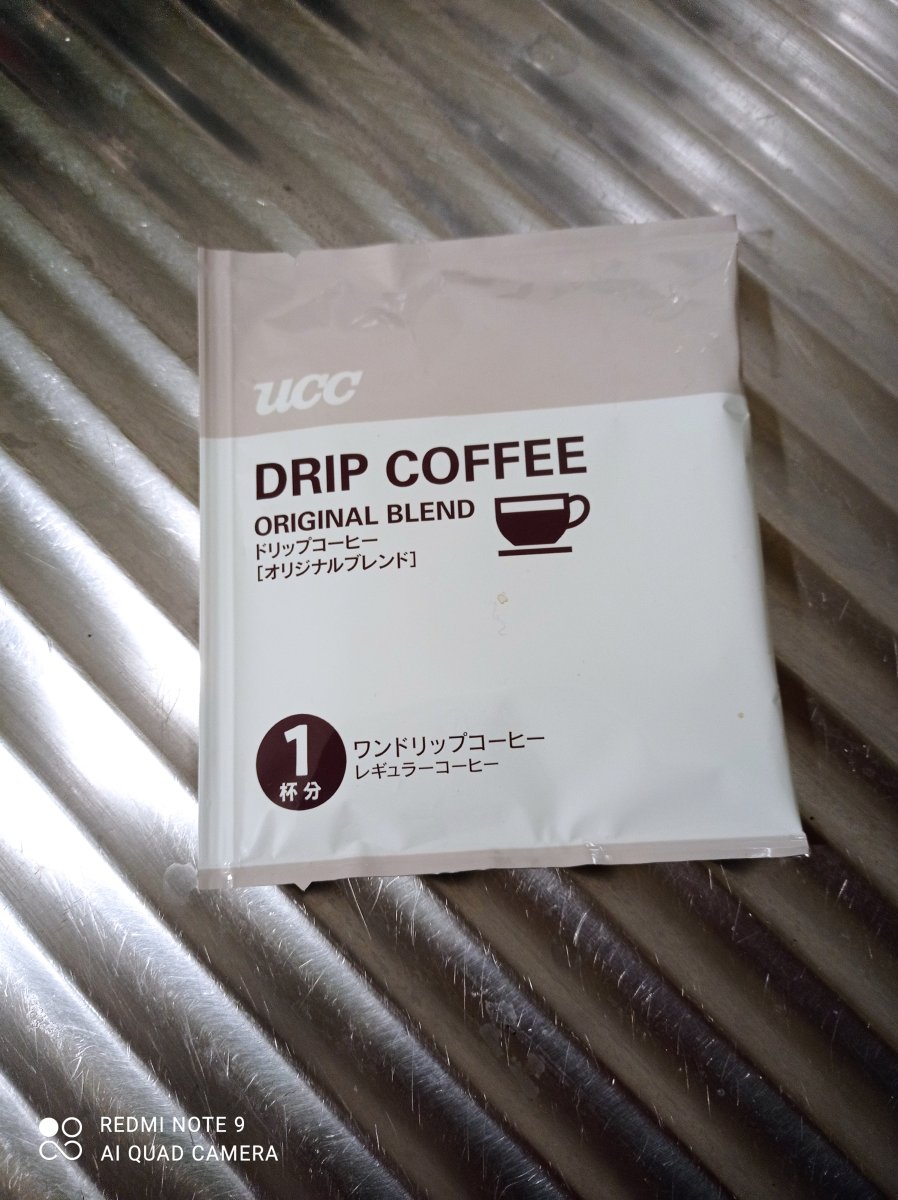 ucc
DRIP COFFEE
ORIGINAL BLEND
ドリップコーヒー
[オリジナルブレンド]
1
杯分
ワンドリップコーヒー
レギュラーコーヒー
REDMI NOTE 9
AI QUAD CAMERA